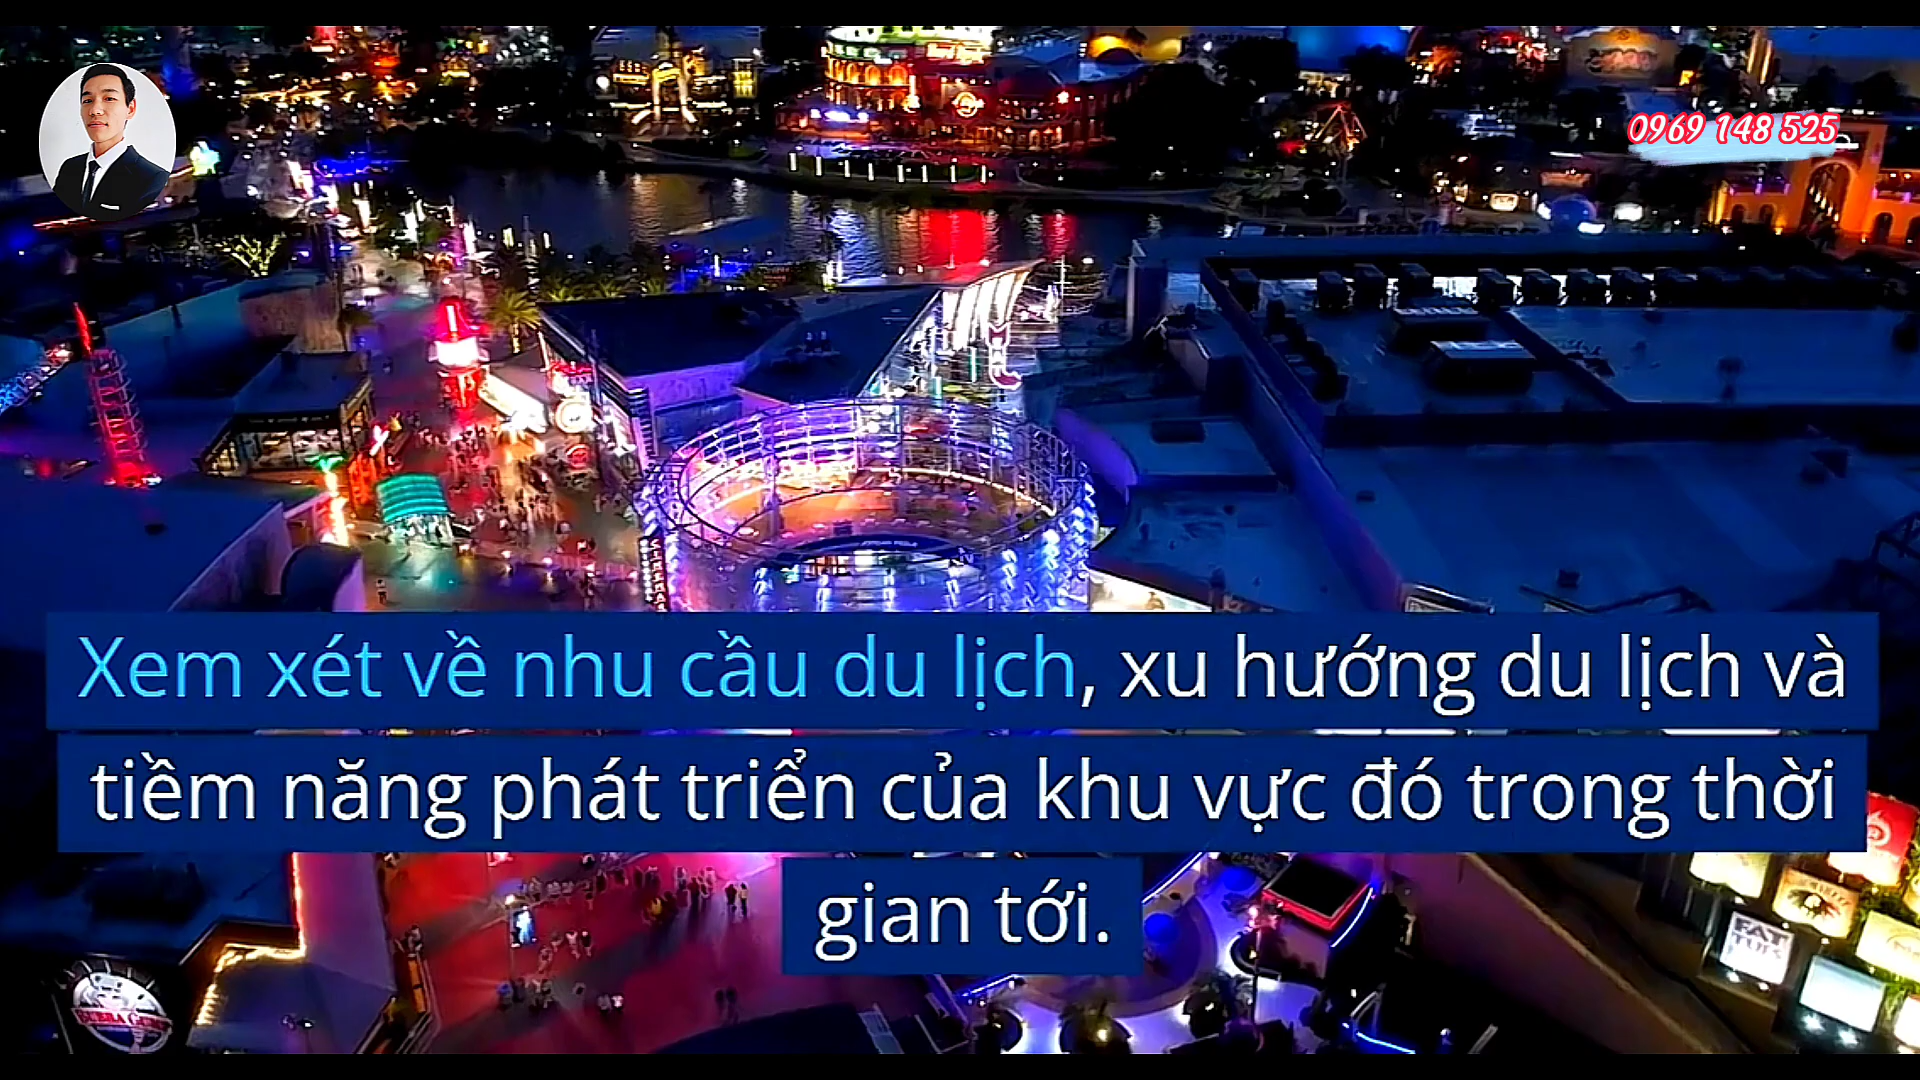 0969 148 525
Xem xét về nhu cầu du lịch, xu hướng du lịch và
tiềm năng phát triển của khu vực đó trong thời
gian tới.
FAT